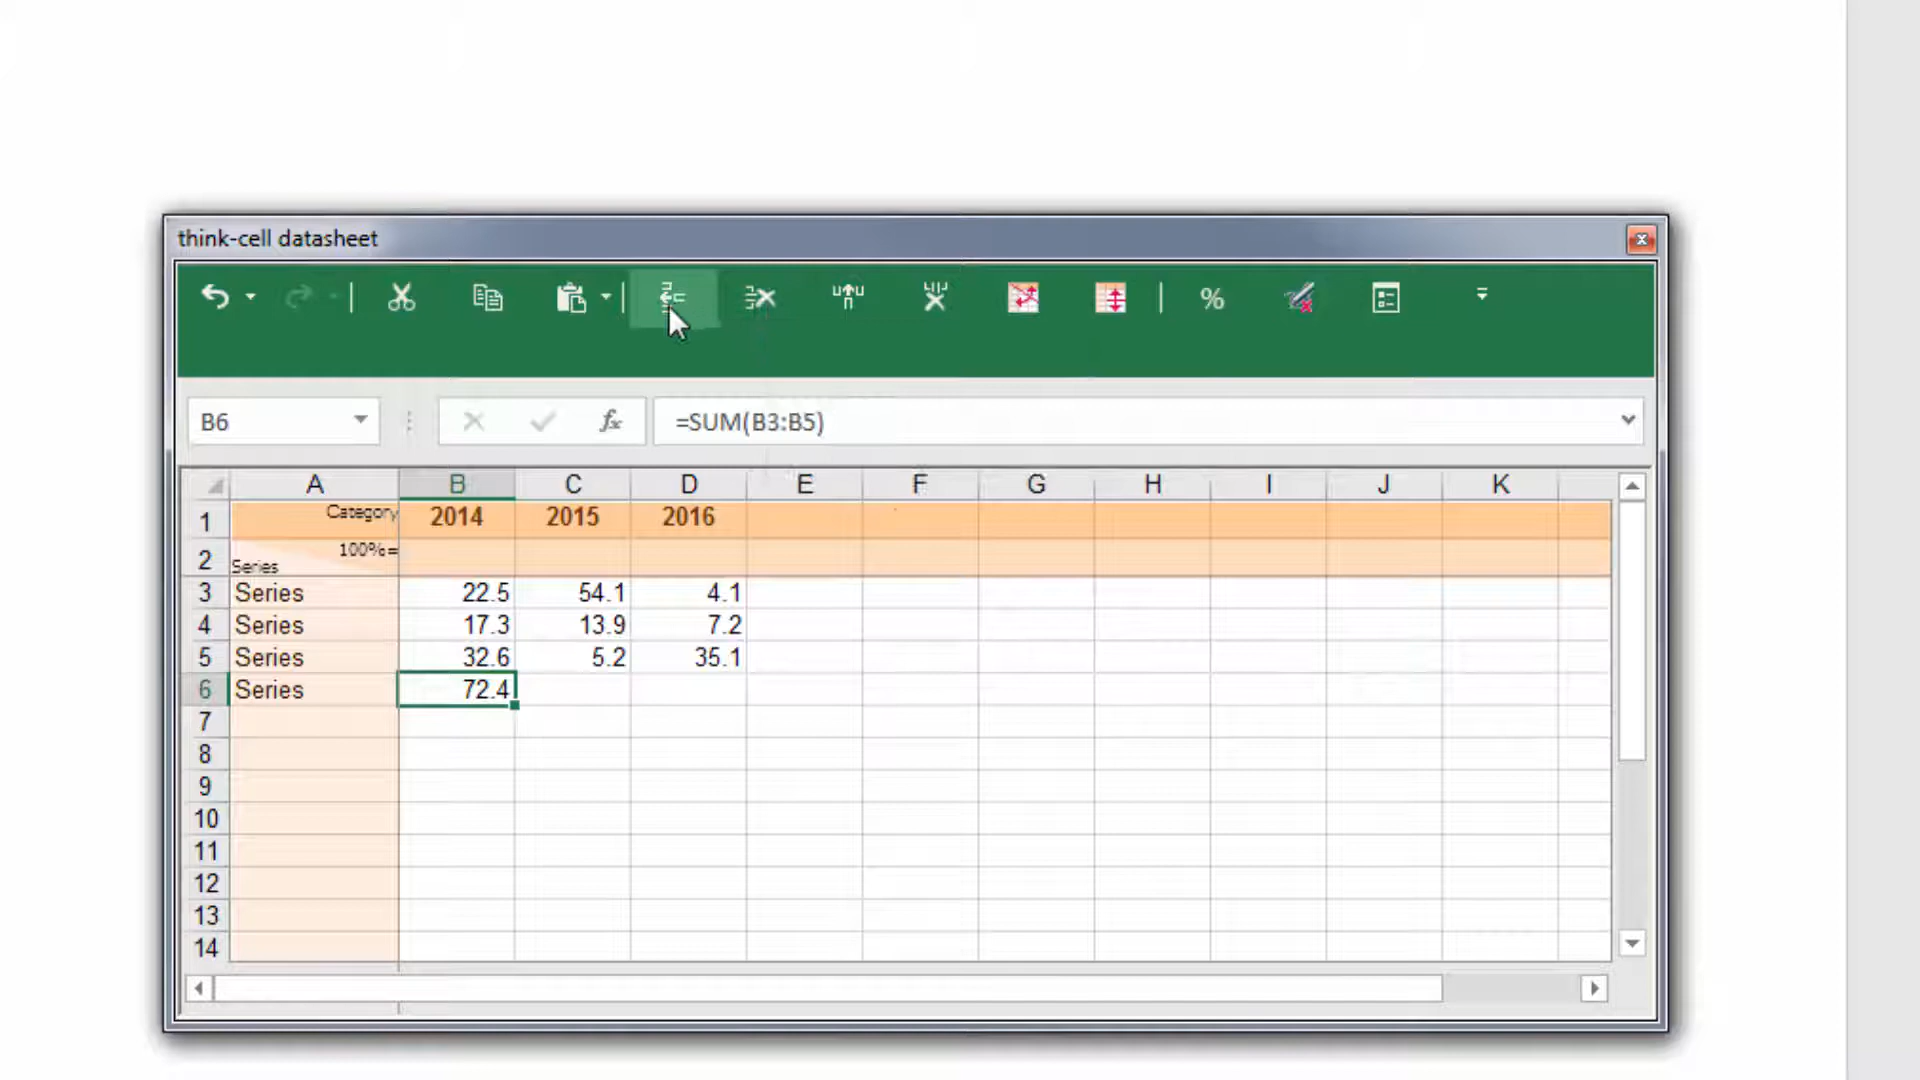 think-cell datasheet
%
B6 fx =SUM(B3:B5)
A B C D E F G H I J K
1 Category 2014 2015 2016
2 100%=
Series
3 Series 22.5 54.1 4.1
4 Series 17.3 13.9 7.2
5 Series 32.6 5.2 35.1
6 Series 72.4
7
8
9
10
11
12
13
14